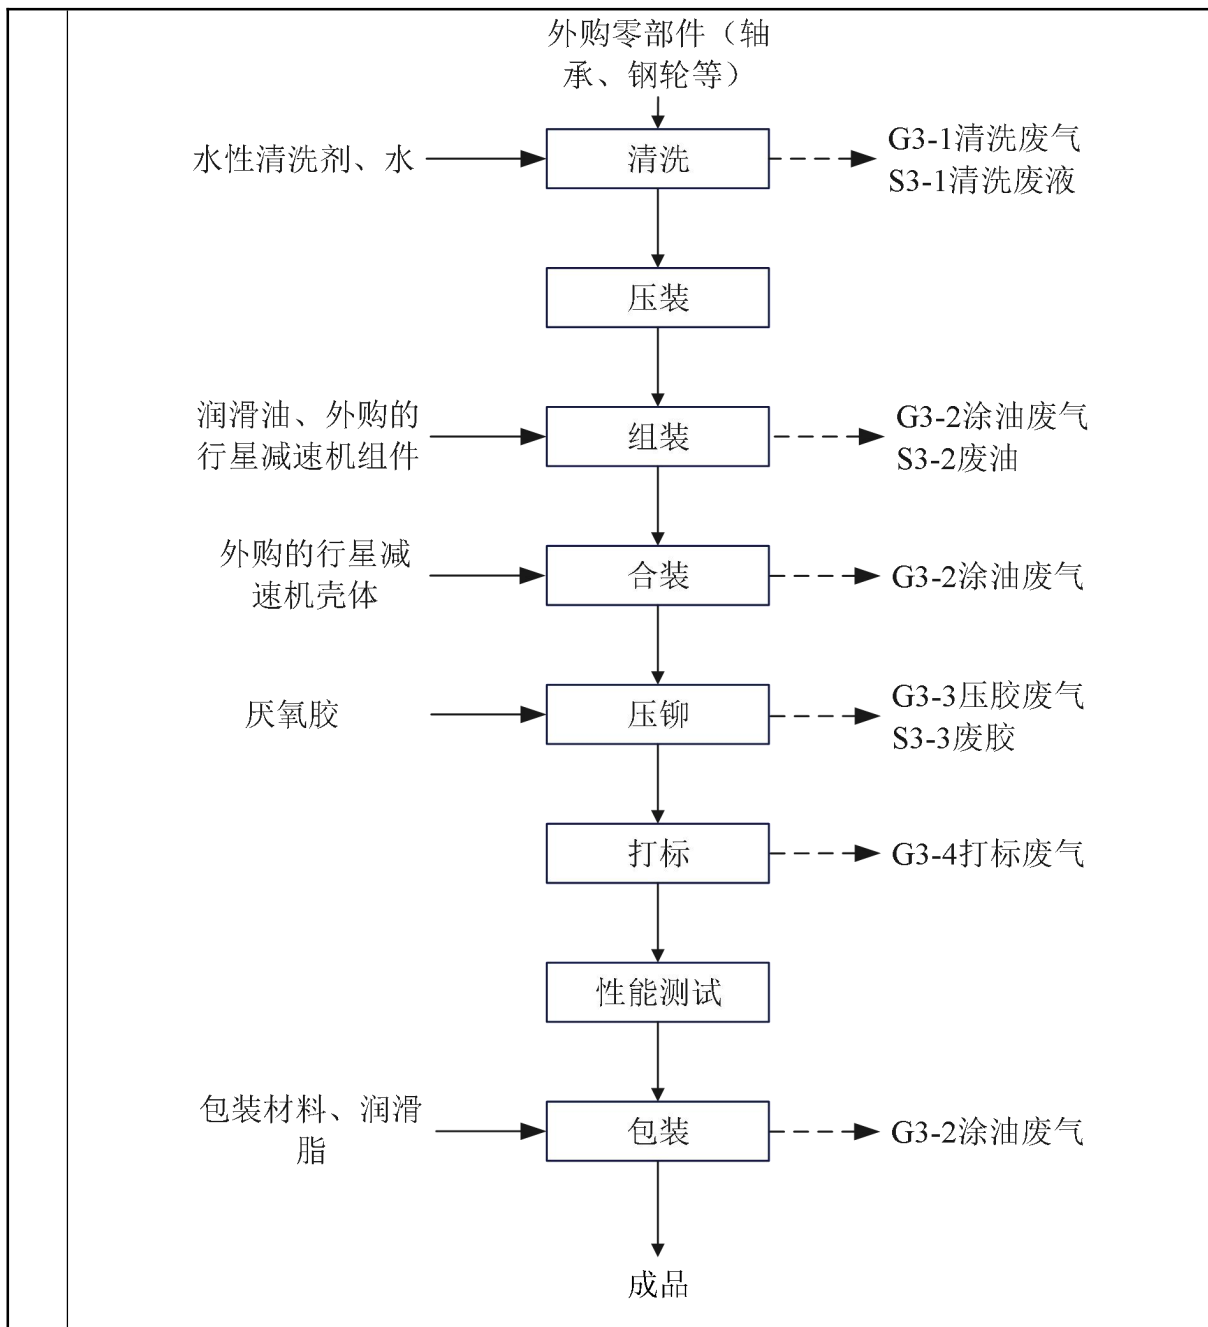 外购零部件（轴
承、钢轮等）
水性清洗剂、水
清洗
G3-1清洗废气
S3-1清洗废液
压装
润滑油、外购的
行星减速机组件
组装
G3-2涂油废气
S3-2废油
外购的行星减
速机壳体
合装
G3-2涂油废气
厌氧胶
压铆
G3-3压胶废气
S3-3废胶
打标
G3-4打标废气
性能测试
包装材料、润滑
脂
包装
G3-2涂油废气
成品